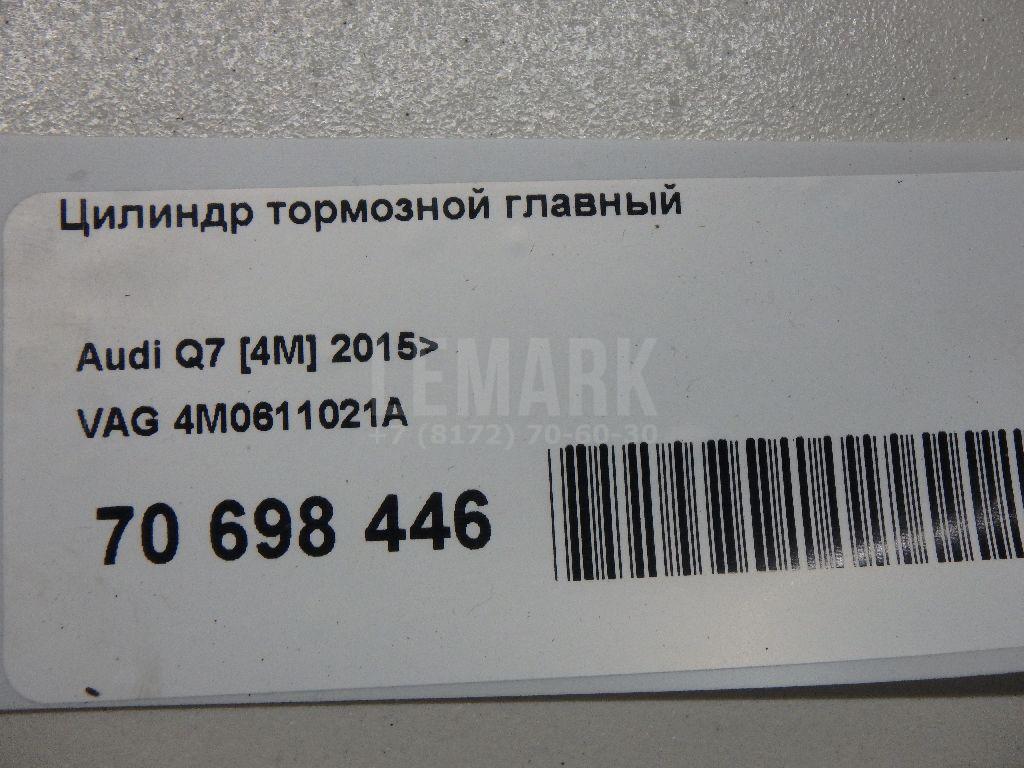 Цилиндр тормозной главный
Audi Q7 [4M] 2015>
VAG 4M0611021A
LEMARK
+7 (8172) 70-60-30
70 698 446